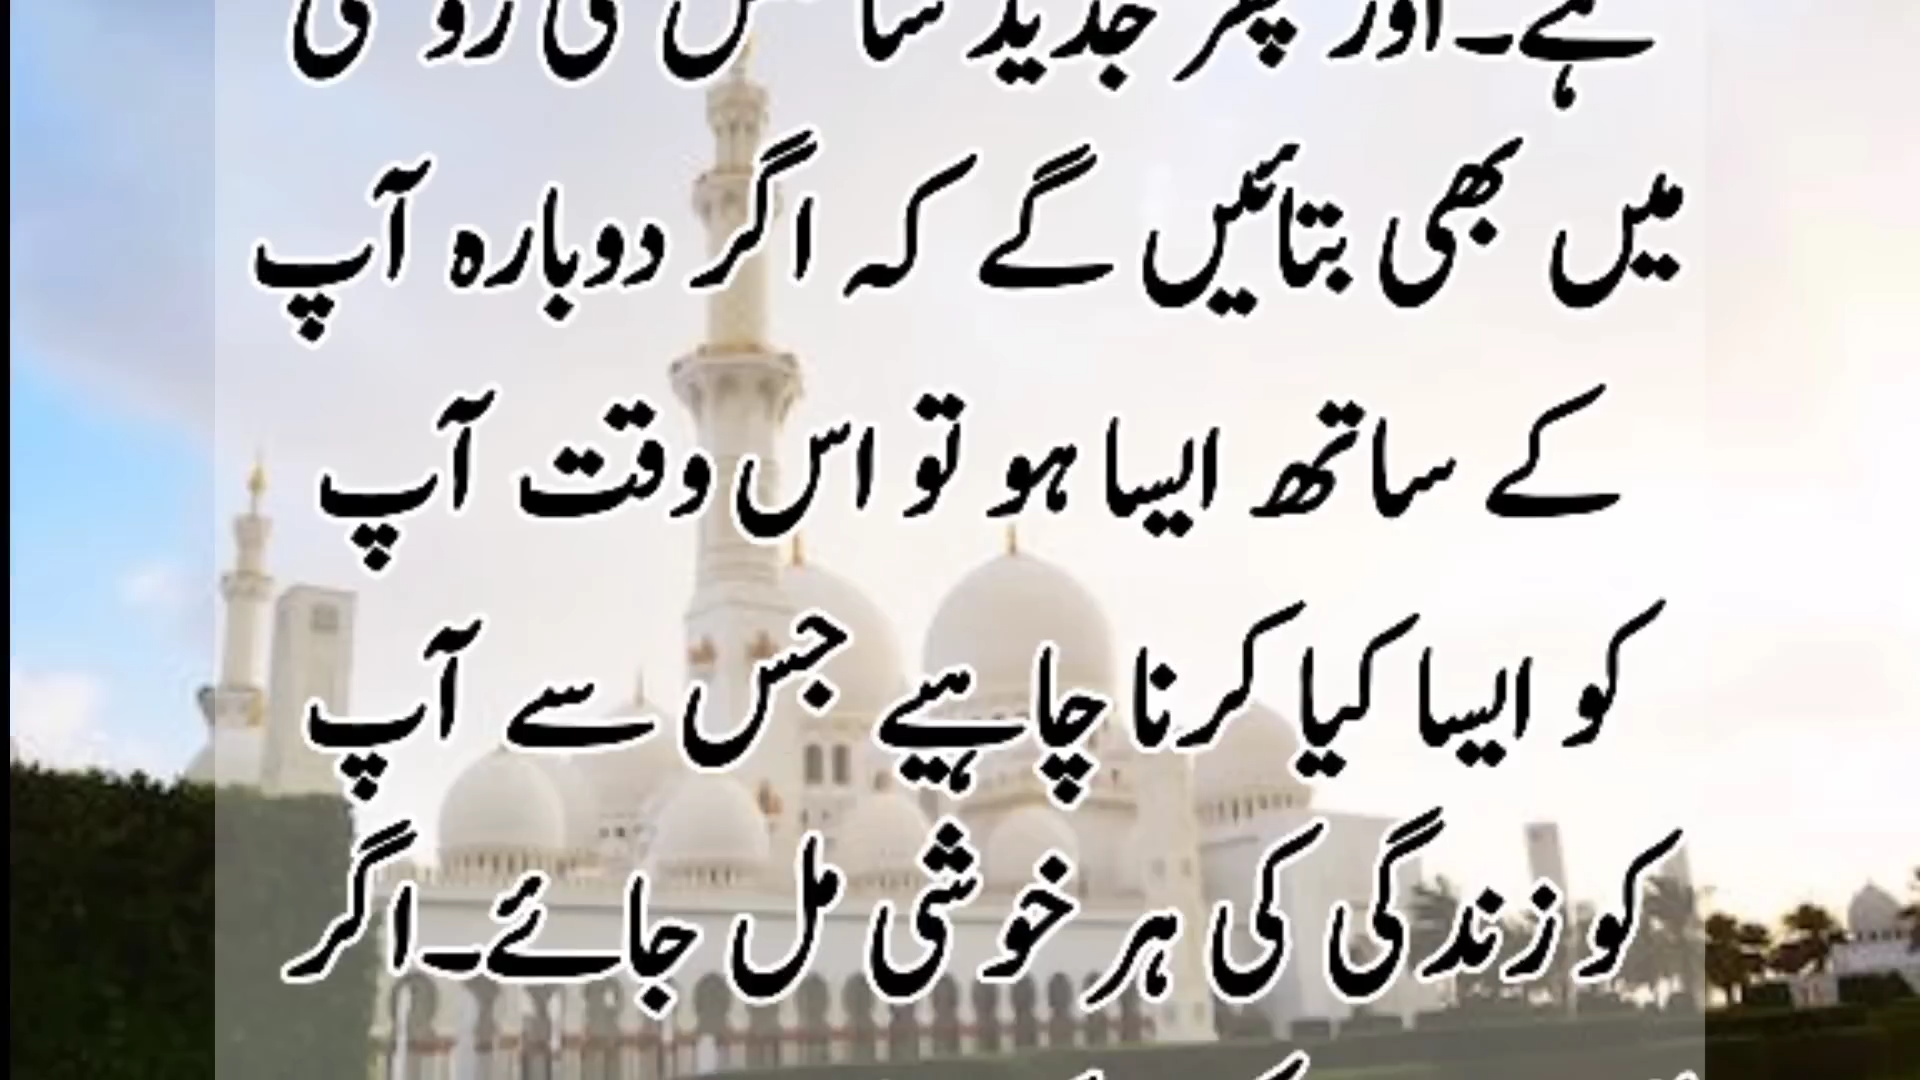 ہے۔اور پھر جدید سائنس کی روشنی
میں بھی بتائیں گے کہ اگر دوبارہ آپ
کے ساتھ ایسا ہو تو اس وقت آپ
کو ایسا کیا کرنا چاہیے جس سے آپ
کو زندگی کی ہر خوشی مل جائے۔اگر